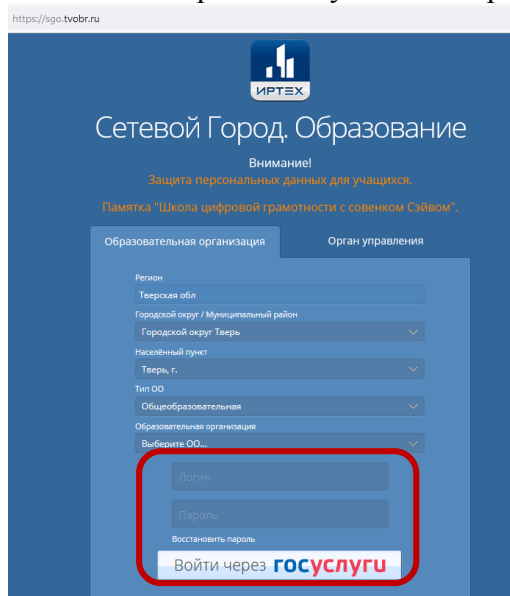 https://sgo.tvobr.ru
ИРТЕХ
Сетевой Город. Образование
Внимание!
Защита персональных данных для учащихся.
Памятка "Школа цифровой грамотности с совенком Сэйвом".
Образовательная организация
Орган управления
Регион
Тверская обл
Городской округ / Муниципальный район
Городской округ Тверь
Населённый пункт
Тверь, г.
Тип ОО
Общеобразовательная
Образовательная организация
Выберите ОО...
Логин
Пароль
Восстановить пароль
Войти через госуслуги